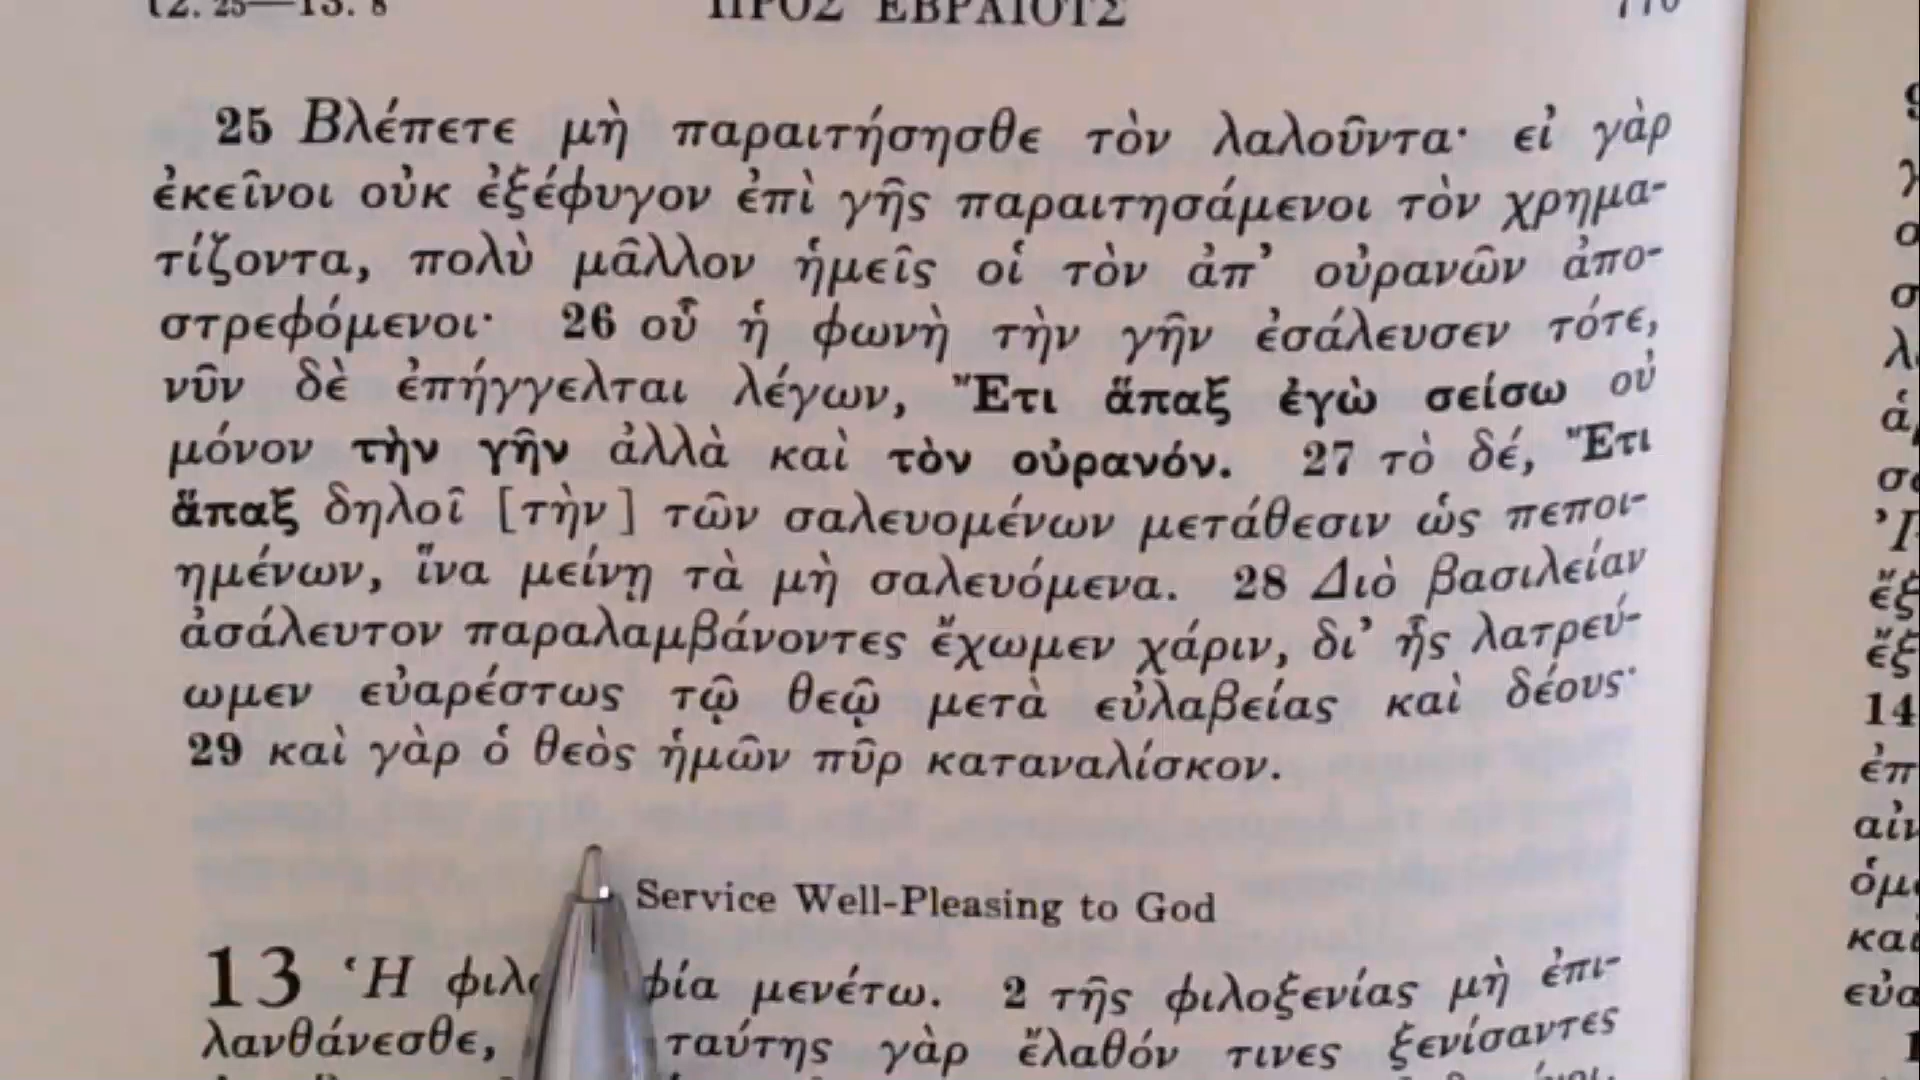 12. 25—13. 8 ΠΡΟΣ ΕΒΡΑΙΟΥΣ
25 Βλέπετε μὴ παραιτήσησθε τὸν λαλοῦντα· εἰ γὰρ
ἐκεῖνοι οὐκ ἐξέφυγον ἐπὶ γῆς παραιτησάμενοι τὸν χρημα-
τίζοντα, πολὺ μᾶλλον ἡμεῖς οἱ τὸν ἀπ’ οὐρανῶν ἀπο-
στρεφόμενοι· 26 οὗ ἡ φωνὴ τὴν γῆν ἐσάλευσεν τότε,
νῦν δὲ ἐπήγγελται λέγων, Ἔτι ἅπαξ ἐγὼ σείσω οὐ
μόνον τὴν γῆν ἀλλὰ καὶ τὸν οὐρανόν. 27 τὸ δέ, Ἔτι
ἅπαξ δηλοῖ [τὴν] τῶν σαλευομένων μετάθεσιν ὡς πεποι-
ημένων, ἵνα μείνῃ τὰ μὴ σαλευόμενα. 28 Διὸ βασιλείαν
ἀσάλευτον παραλαμβάνοντες ἔχωμεν χάριν, δι’ ἧς λατρεύ-
ωμεν εὐαρέστως τῷ θεῷ μετὰ εὐλαβείας καὶ δέους·
29 καὶ γὰρ ὁ θεὸς ἡμῶν πῦρ καταναλίσκον.
Service Well-Pleasing to God
13 Ἡ μενέτω. 2 τῆς φιλοξενίας μὴ ἐπι-
λανθάνεσθε, ταύτης γὰρ ἔλαθόν τινες ξενίσαντες
14